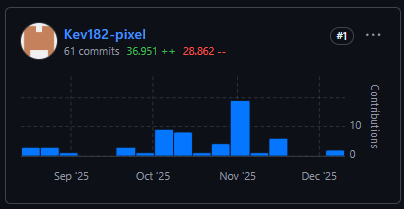 Kev182-pixel
#1
61 commits 36.951 ++ 28.862 --
Contributions
10
0
Sep '25 Oct '25 Nov '25 Dec '25